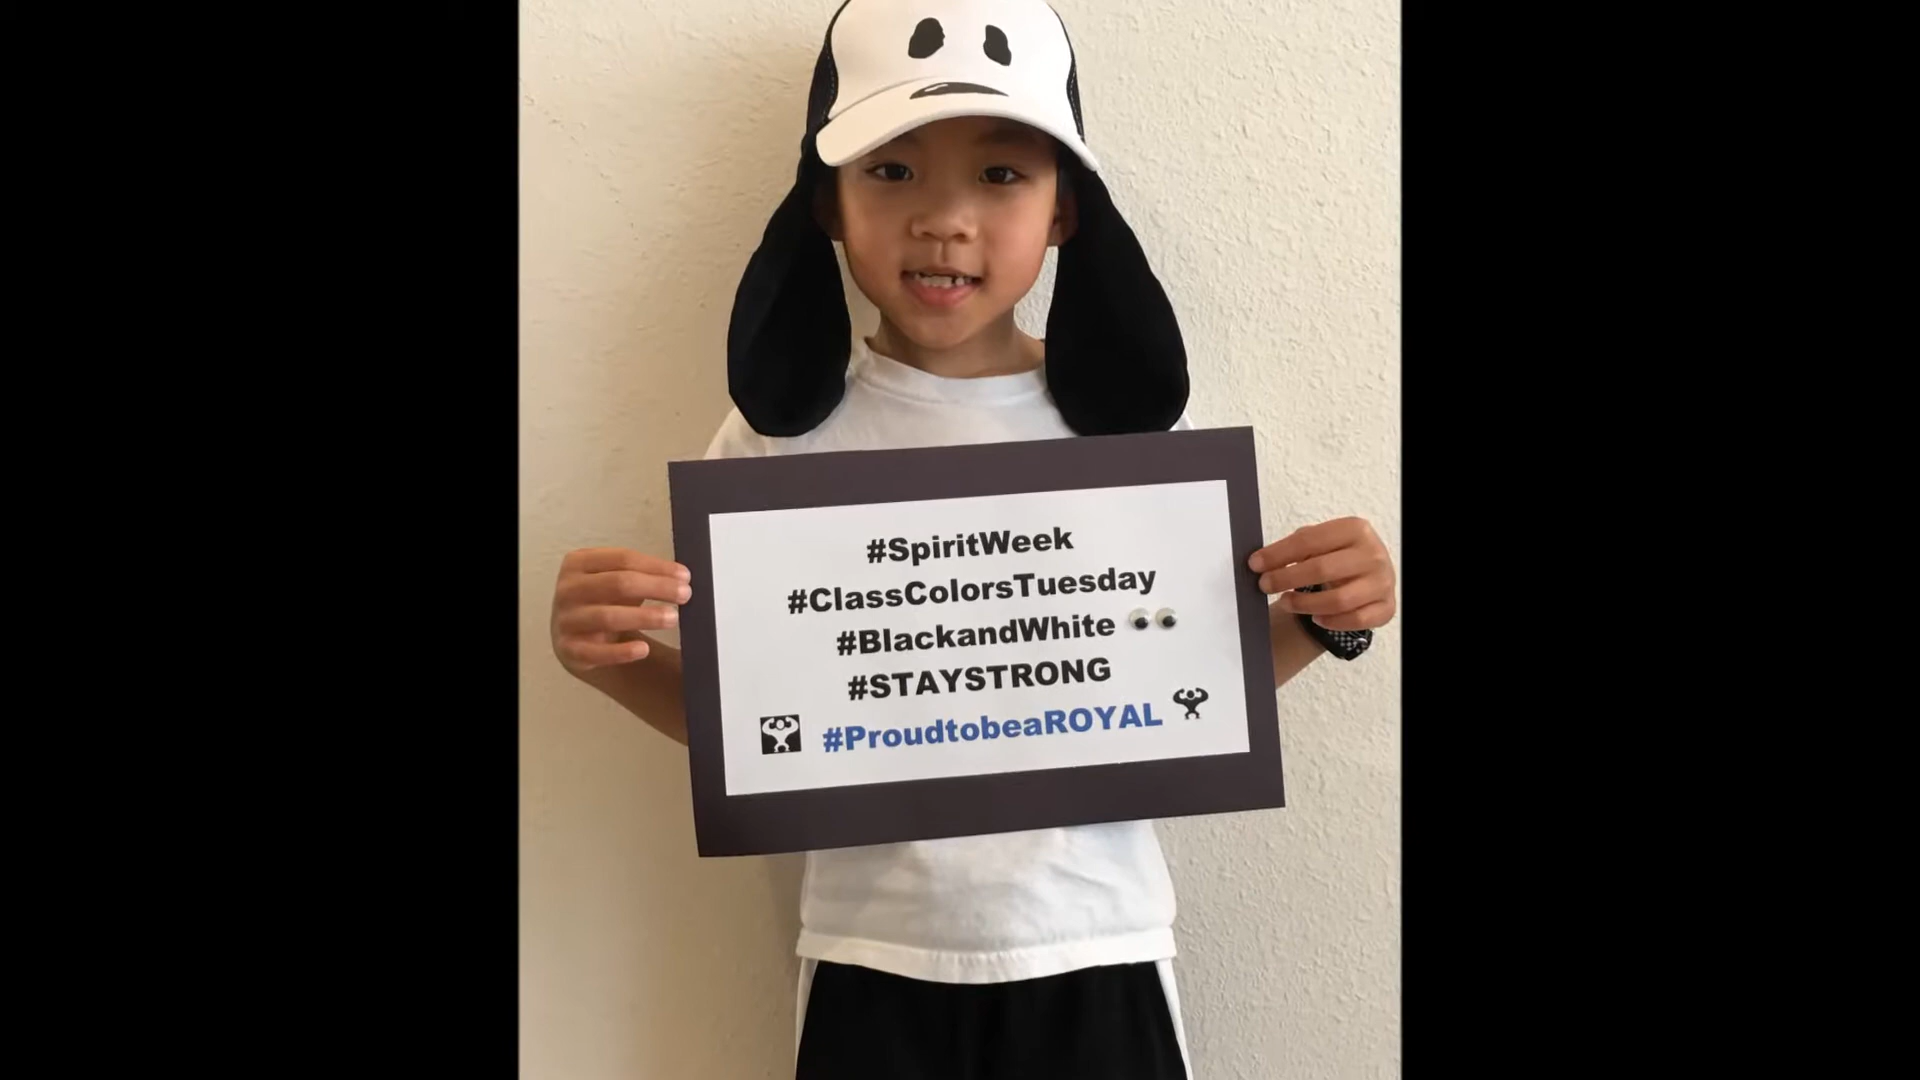 #SpiritWeek
#ClassColorsTuesday
#BlackandWhite
#STAYSTRONG
#ProudtobeaROYAL